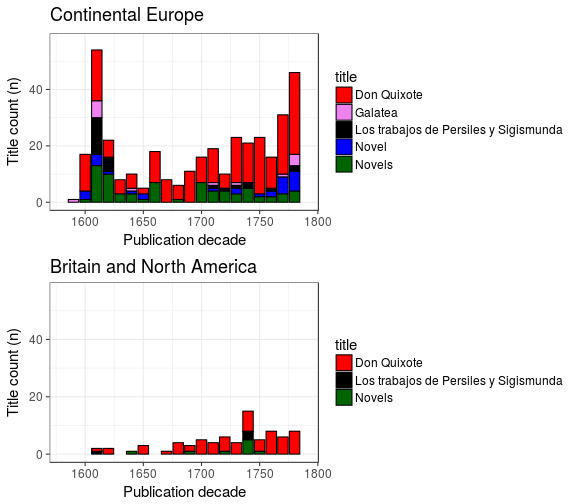 Continental Europe
Title count (n)
40
20
0
1600 1650 1700 1750 1800
Publication decade
title
Don Quixote
Galatea
Los trabajos de Persiles y Sigismunda
Novel
Novels
Britain and North America
Title count (n)
40
20
0
1600 1650 1700 1750 1800
Publication decade
title
Don Quixote
Los trabajos de Persiles y Sigismunda
Novels